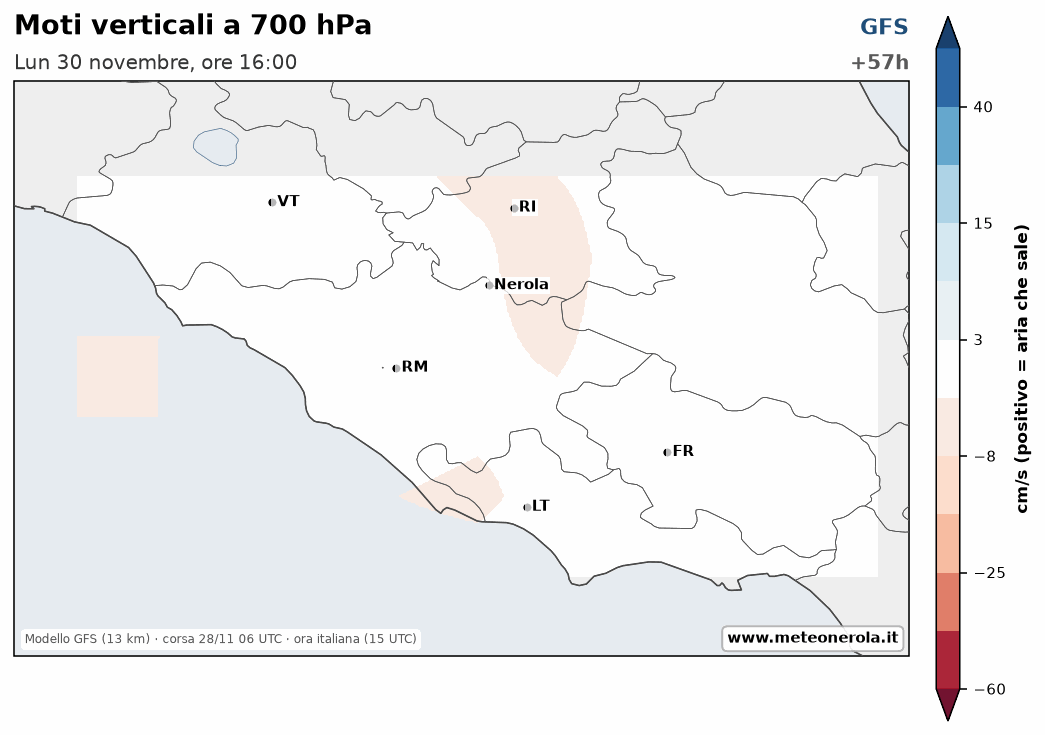 Moti verticali a 700 hPa
GFS
Lun 30 novembre, ore 16:00
+57h
VT
RI
Nerola
RM
FR
LT
40
15
3
−8
−25
−60
cm/s (positivo = aria che sale)
Modello GFS (13 km) · corsa 28/11 06 UTC · ora italiana (15 UTC)
www.meteonerola.it